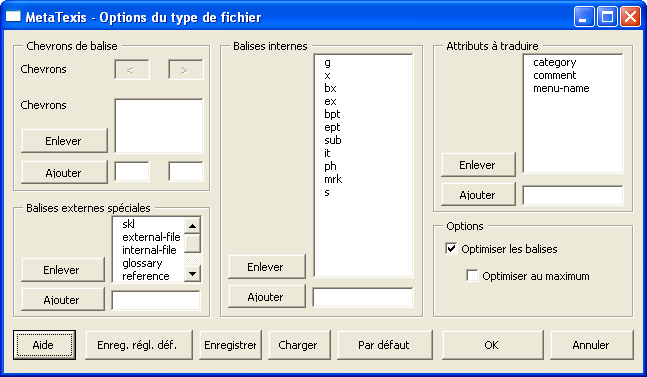 MetaTexis - Options du type de fichier
Chevrons de balise
Chevrons
<
>
Chevrons
Enlever
Ajouter
Balises externes spéciales
skl
external-file
internal-file
glossary
reference
Enlever
Ajouter
Balises internes
g
x
bx
ex
bpt
ept
sub
it
ph
mrk
s
Enlever
Ajouter
Attributs à traduire
category
comment
menu-name
Enlever
Ajouter
Options
Optimiser les balises
Optimiser au maximum
Aide
Enreg. régl. déf.
Enregistrer
Charger
Par défaut
OK
Annuler